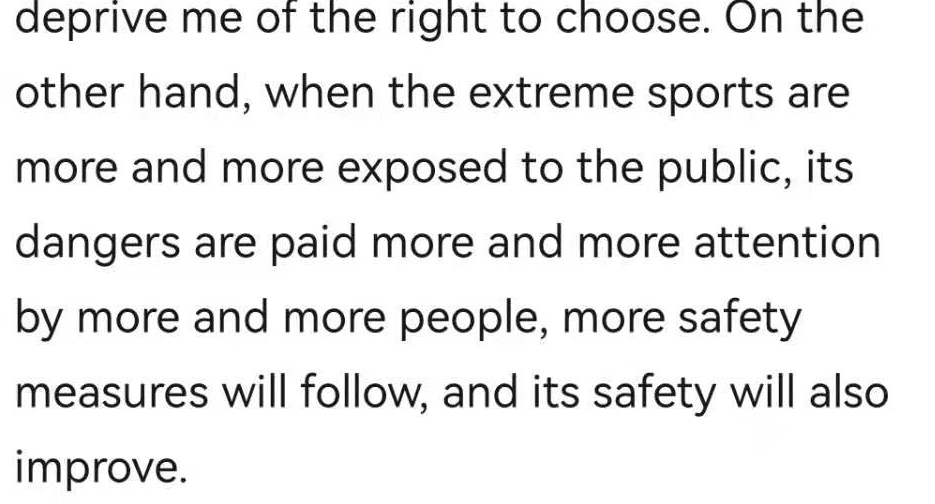 deprive me of the right to choose. On the
other hand, when the extreme sports are
more and more exposed to the public, its
dangers are paid more and more attention
by more and more people, more safety
measures will follow, and its safety will also
improve.